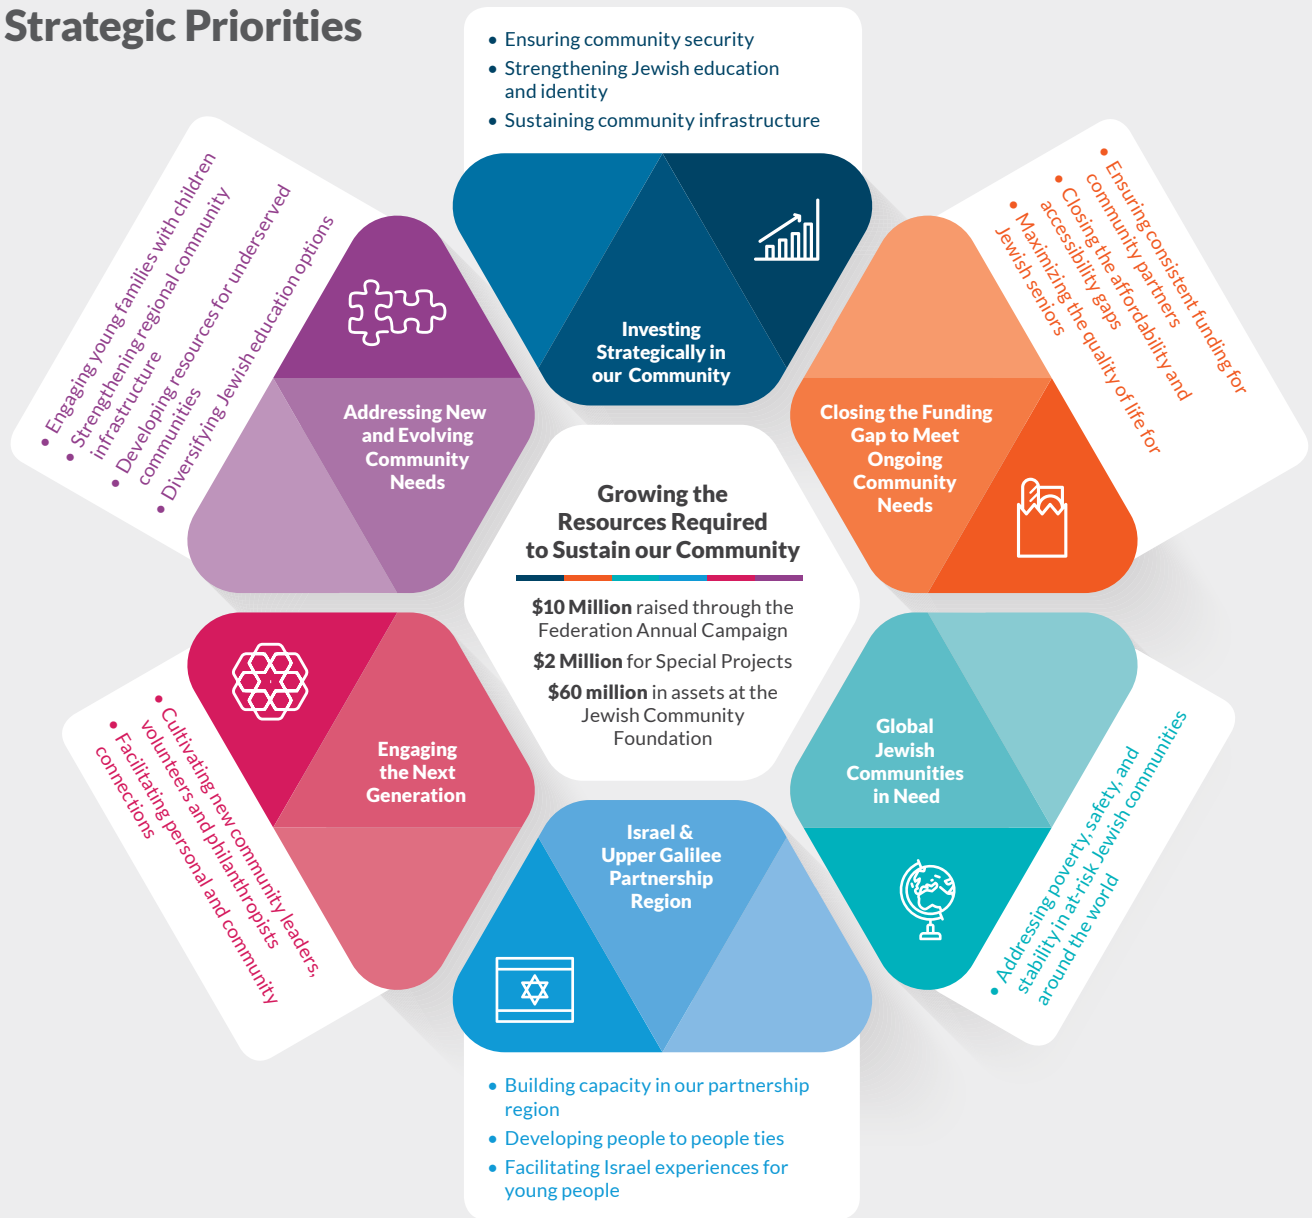 Strategic Priorities
• Ensuring community security
• Strengthening Jewish education
and identity
• Sustaining community infrastructure
Investing
Strategically in
our Community
• Ensuring consistent funding for
community partners
• Closing the affordability and
accessibility gaps
• Maximizing the quality of life for
Jewish seniors
Closing the Funding
Gap to Meet
Ongoing
Community
Needs
Global
Jewish
Communities
in Need
• Addressing poverty, safety, and
stability in at-risk Jewish communities
around the world
Israel &
Upper Galilee
Partnership
Region
• Building capacity in our partnership
region
• Developing people to people ties
• Facilitating Israel experiences for
young people
Engaging
the Next
Generation
• Cultivating new community leaders,
volunteers and philanthropists
• Facilitating personal and community
connections
• Engaging young families with children
• Strengthening regional community
infrastructure
• Developing resources for underserved
communities
• Diversifying Jewish education options
Addressing New
and Evolving
Community
Needs
Growing the
Resources Required
to Sustain our Community
$10 Million raised through the
Federation Annual Campaign
$2 Million for Special Projects
$60 million in assets at the
Jewish Community
Foundation